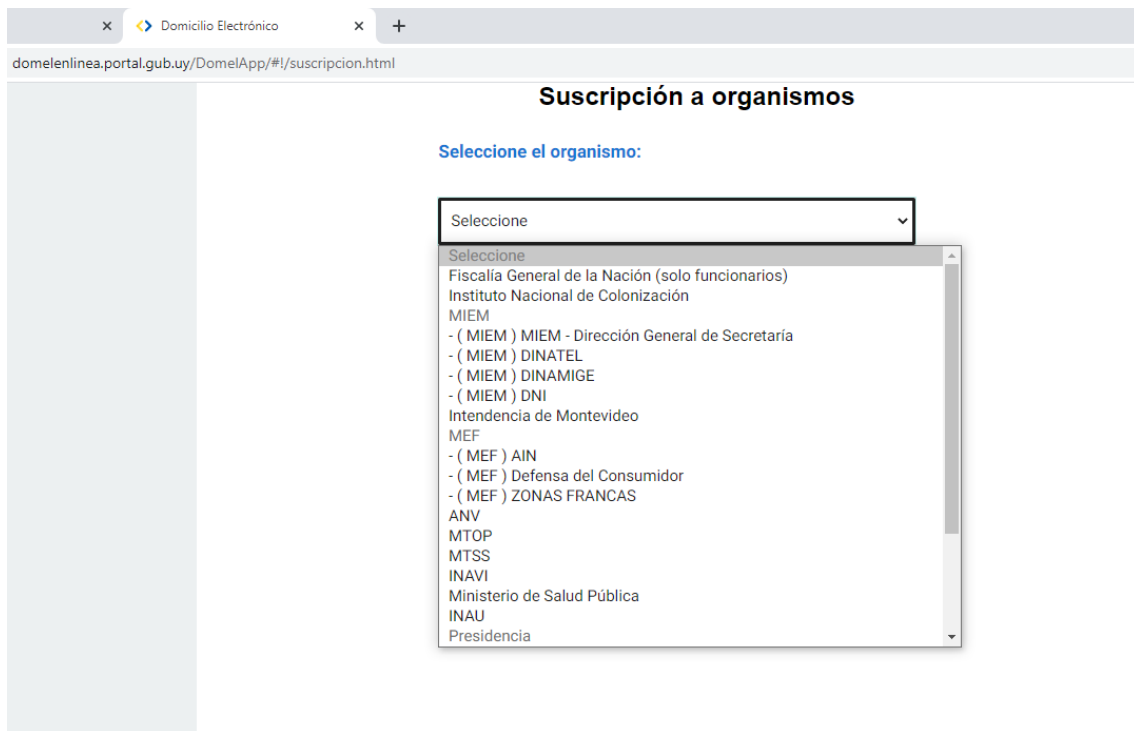 Domicilio Electrónico
domelenlinea.portal.gub.uy/DomelApp/#!/suscripcion.html
Suscripción a organismos
Seleccione el organismo:
Seleccione
Seleccione
Fiscalía General de la Nación (solo funcionarios)
Instituto Nacional de Colonización
MIEM
- ( MIEM ) MIEM - Dirección General de Secretaría
- ( MIEM ) DINATEL
- ( MIEM ) DINAMIGE
- ( MIEM ) DNI
Intendencia de Montevideo
MEF
- ( MEF ) AIN
- ( MEF ) Defensa del Consumidor
- ( MEF ) ZONAS FRANCAS
ANV
MTOP
MTSS
INAVI
Ministerio de Salud Pública
INAU
Presidencia